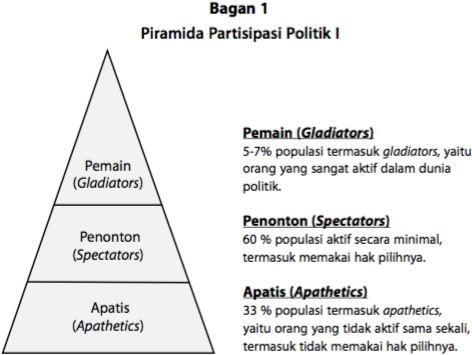 Bagan 1
Piramida Partisipasi Politik I
Pemain
(Gladiators)
Penonton
(Spectators)
Apatis
(Apathetics)
Pemain (Gladiators)
5-7% populasi termasuk gladiators, yaitu
orang yang sangat aktif dalam dunia
politik.
Penonton (Spectators)
60 % populasi aktif secara minimal,
termasuk memakai hak pilihnya.
Apatis (Apathetics)
33 % populasi termasuk apathetics,
yaitu orang yang tidak aktif sama sekali,
termasuk tidak memakai hak pilihnya.